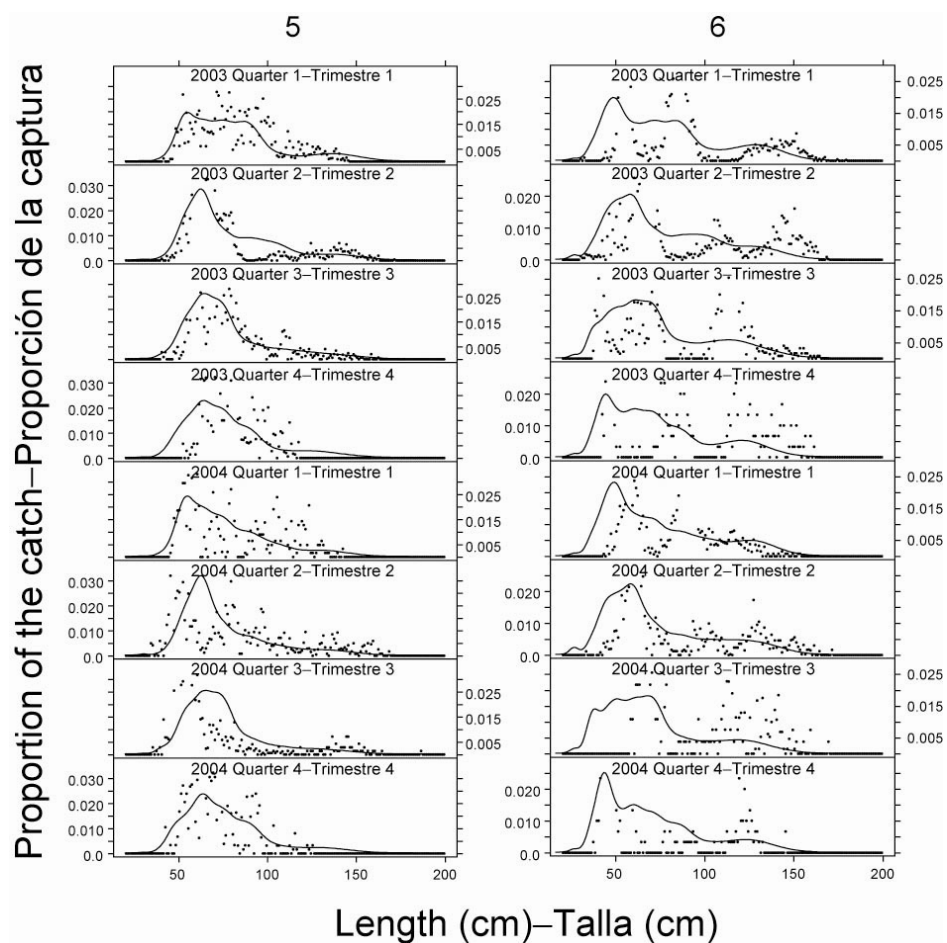 5 6
Proportion of the catch–Proporción de la captura
2003 Quarter 1–Trimestre 1 2003 Quarter 1–Trimestre 1
0.025 0.025
0.015 0.015
0.005 0.005
2003 Quarter 2–Trimestre 2 2003 Quarter 2–Trimestre 2
0.030
0.020 0.020
0.010 0.010
0.0 0.0
2003 Quarter 3–Trimestre 3 2003 Quarter 3–Trimestre 3
0.025 0.025
0.015 0.015
0.005 0.005
2003 Quarter 4–Trimestre 4 2003 Quarter 4–Trimestre 4
0.030
0.020 0.020
0.010 0.010
0.0 0.0
2004 Quarter 1–Trimestre 1 2004 Quarter 1–Trimestre 1
0.025 0.025
0.015 0.015
0.005 0.005
2004 Quarter 2–Trimestre 2 2004 Quarter 2–Trimestre 2
0.030
0.020 0.020
0.010 0.010
0.0 0.0
2004 Quarter 3–Trimestre 3 2004 Quarter 3–Trimestre 3
0.025 0.025
0.015 0.015
0.005 0.005
2004 Quarter 4–Trimestre 4 2004 Quarter 4–Trimestre 4
0.030
0.020 0.020
0.010 0.010
0.0 0.0
50 100 150 200 50 100 150 200
Length (cm)–Talla (cm)